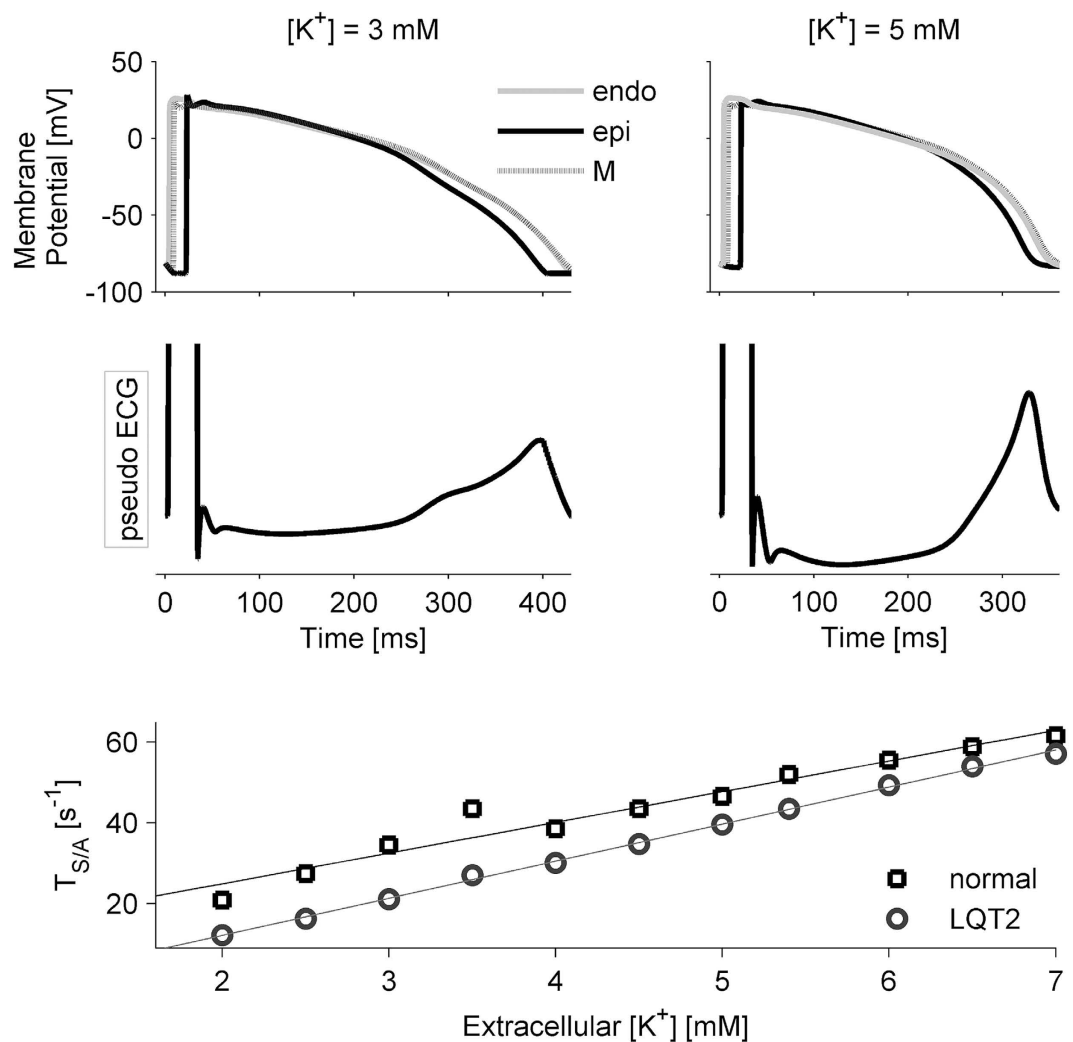 [K⁺] = 3 mM
[K⁺] = 5 mM
Membrane
Potential [mV]
50
0
-50
-100
endo
epi
M
pseudo ECG
0 100 200 300 400
Time [ms]
0 100 200 300
Time [ms]
T_S/A [s⁻¹]
60
40
20
normal
LQT2
2 3 4 5 6 7
Extracellular [K⁺] [mM]